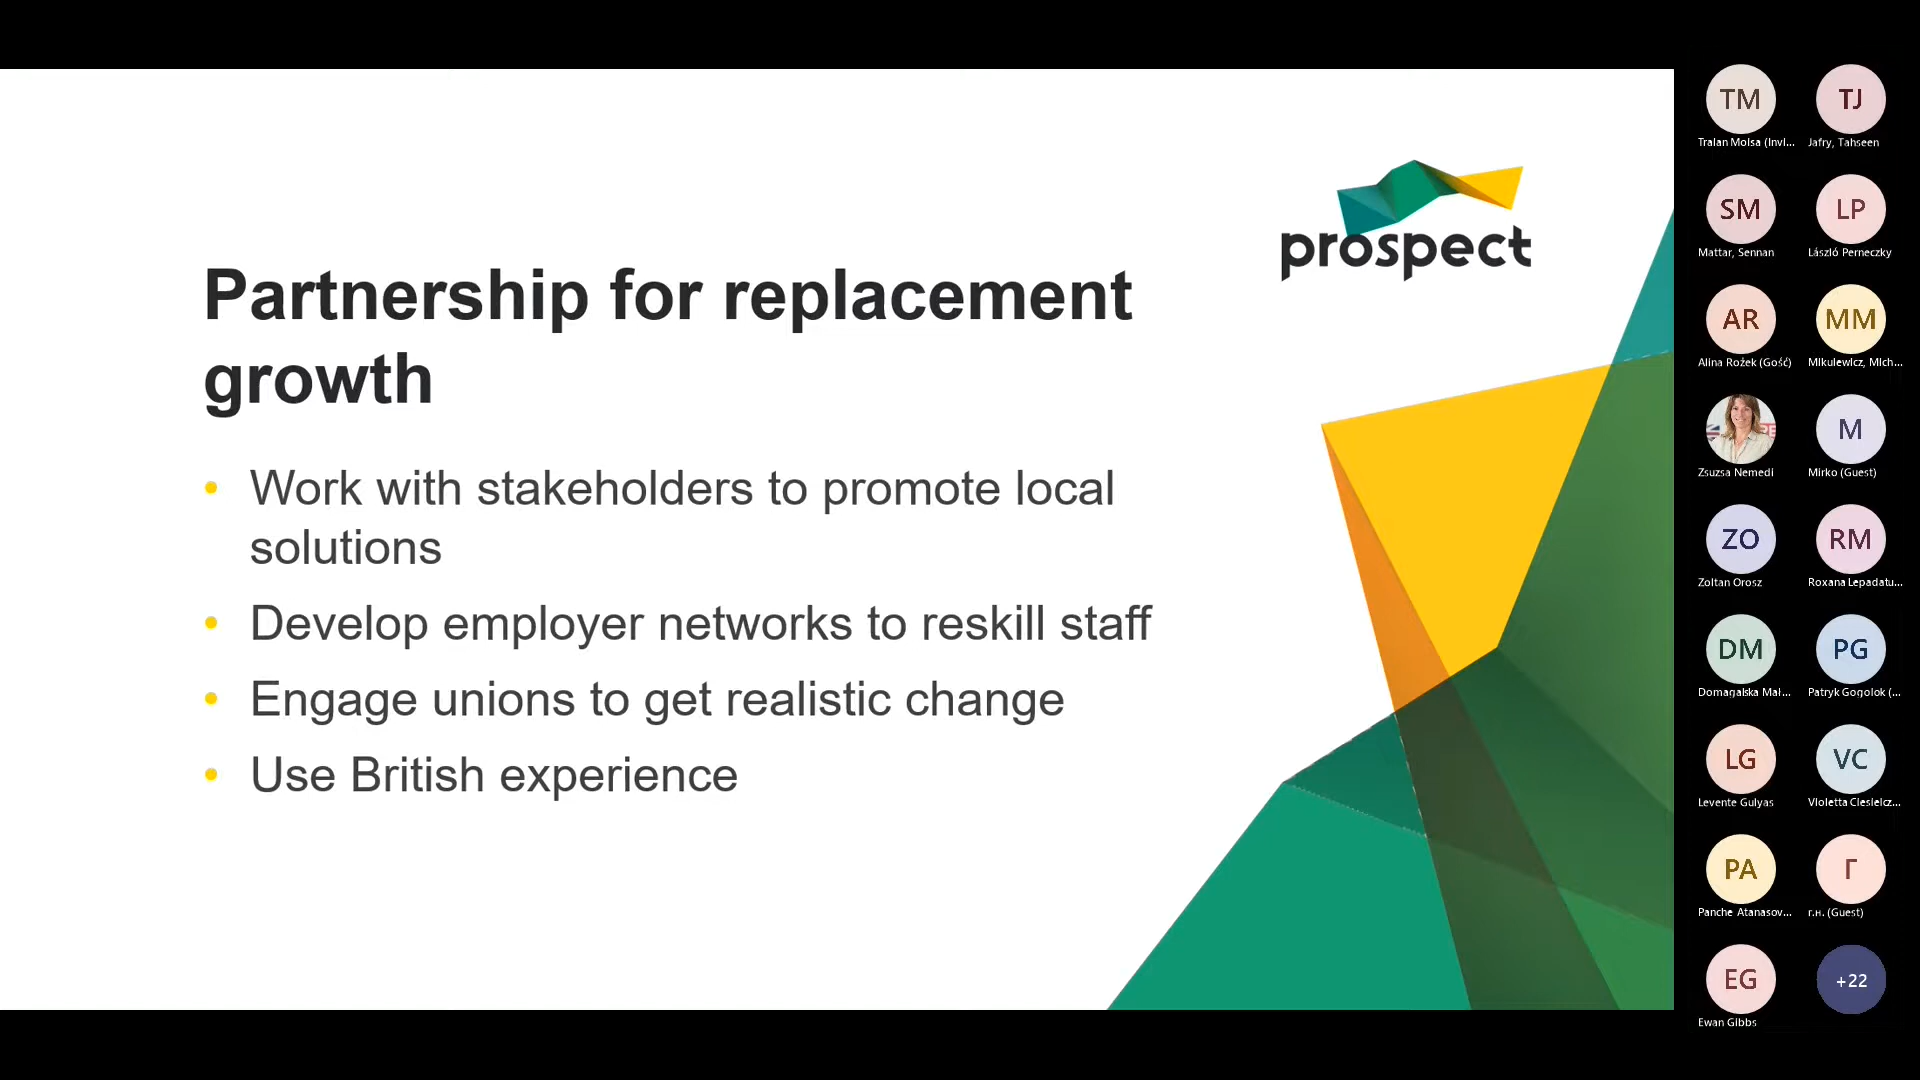 prospect
Partnership for replacement
growth
• Work with stakeholders to promote local
solutions
• Develop employer networks to reskill staff
• Engage unions to get realistic change
• Use British experience
TM
TJ
Traian Moisa (Invi...
Jafry, Tahseen
SM
LP
Mattar, Sennan
László Perneczky
AR
MM
Alina Rożek (Gość)
Mikulewicz, Mich...
M
Zsuzsa Nemedi
Mirko (Guest)
ZO
RM
Zoltan Orosz
Roxana Lepadatu...
DM
PG
Domagalska Mał...
Patryk Gogolok (...
LG
VC
Levente Gulyas
Violetta Ciesielcz...
PA
Г
Panche Atanasov...
г.н. (Guest)
EG
+22
Ewan Gibbs